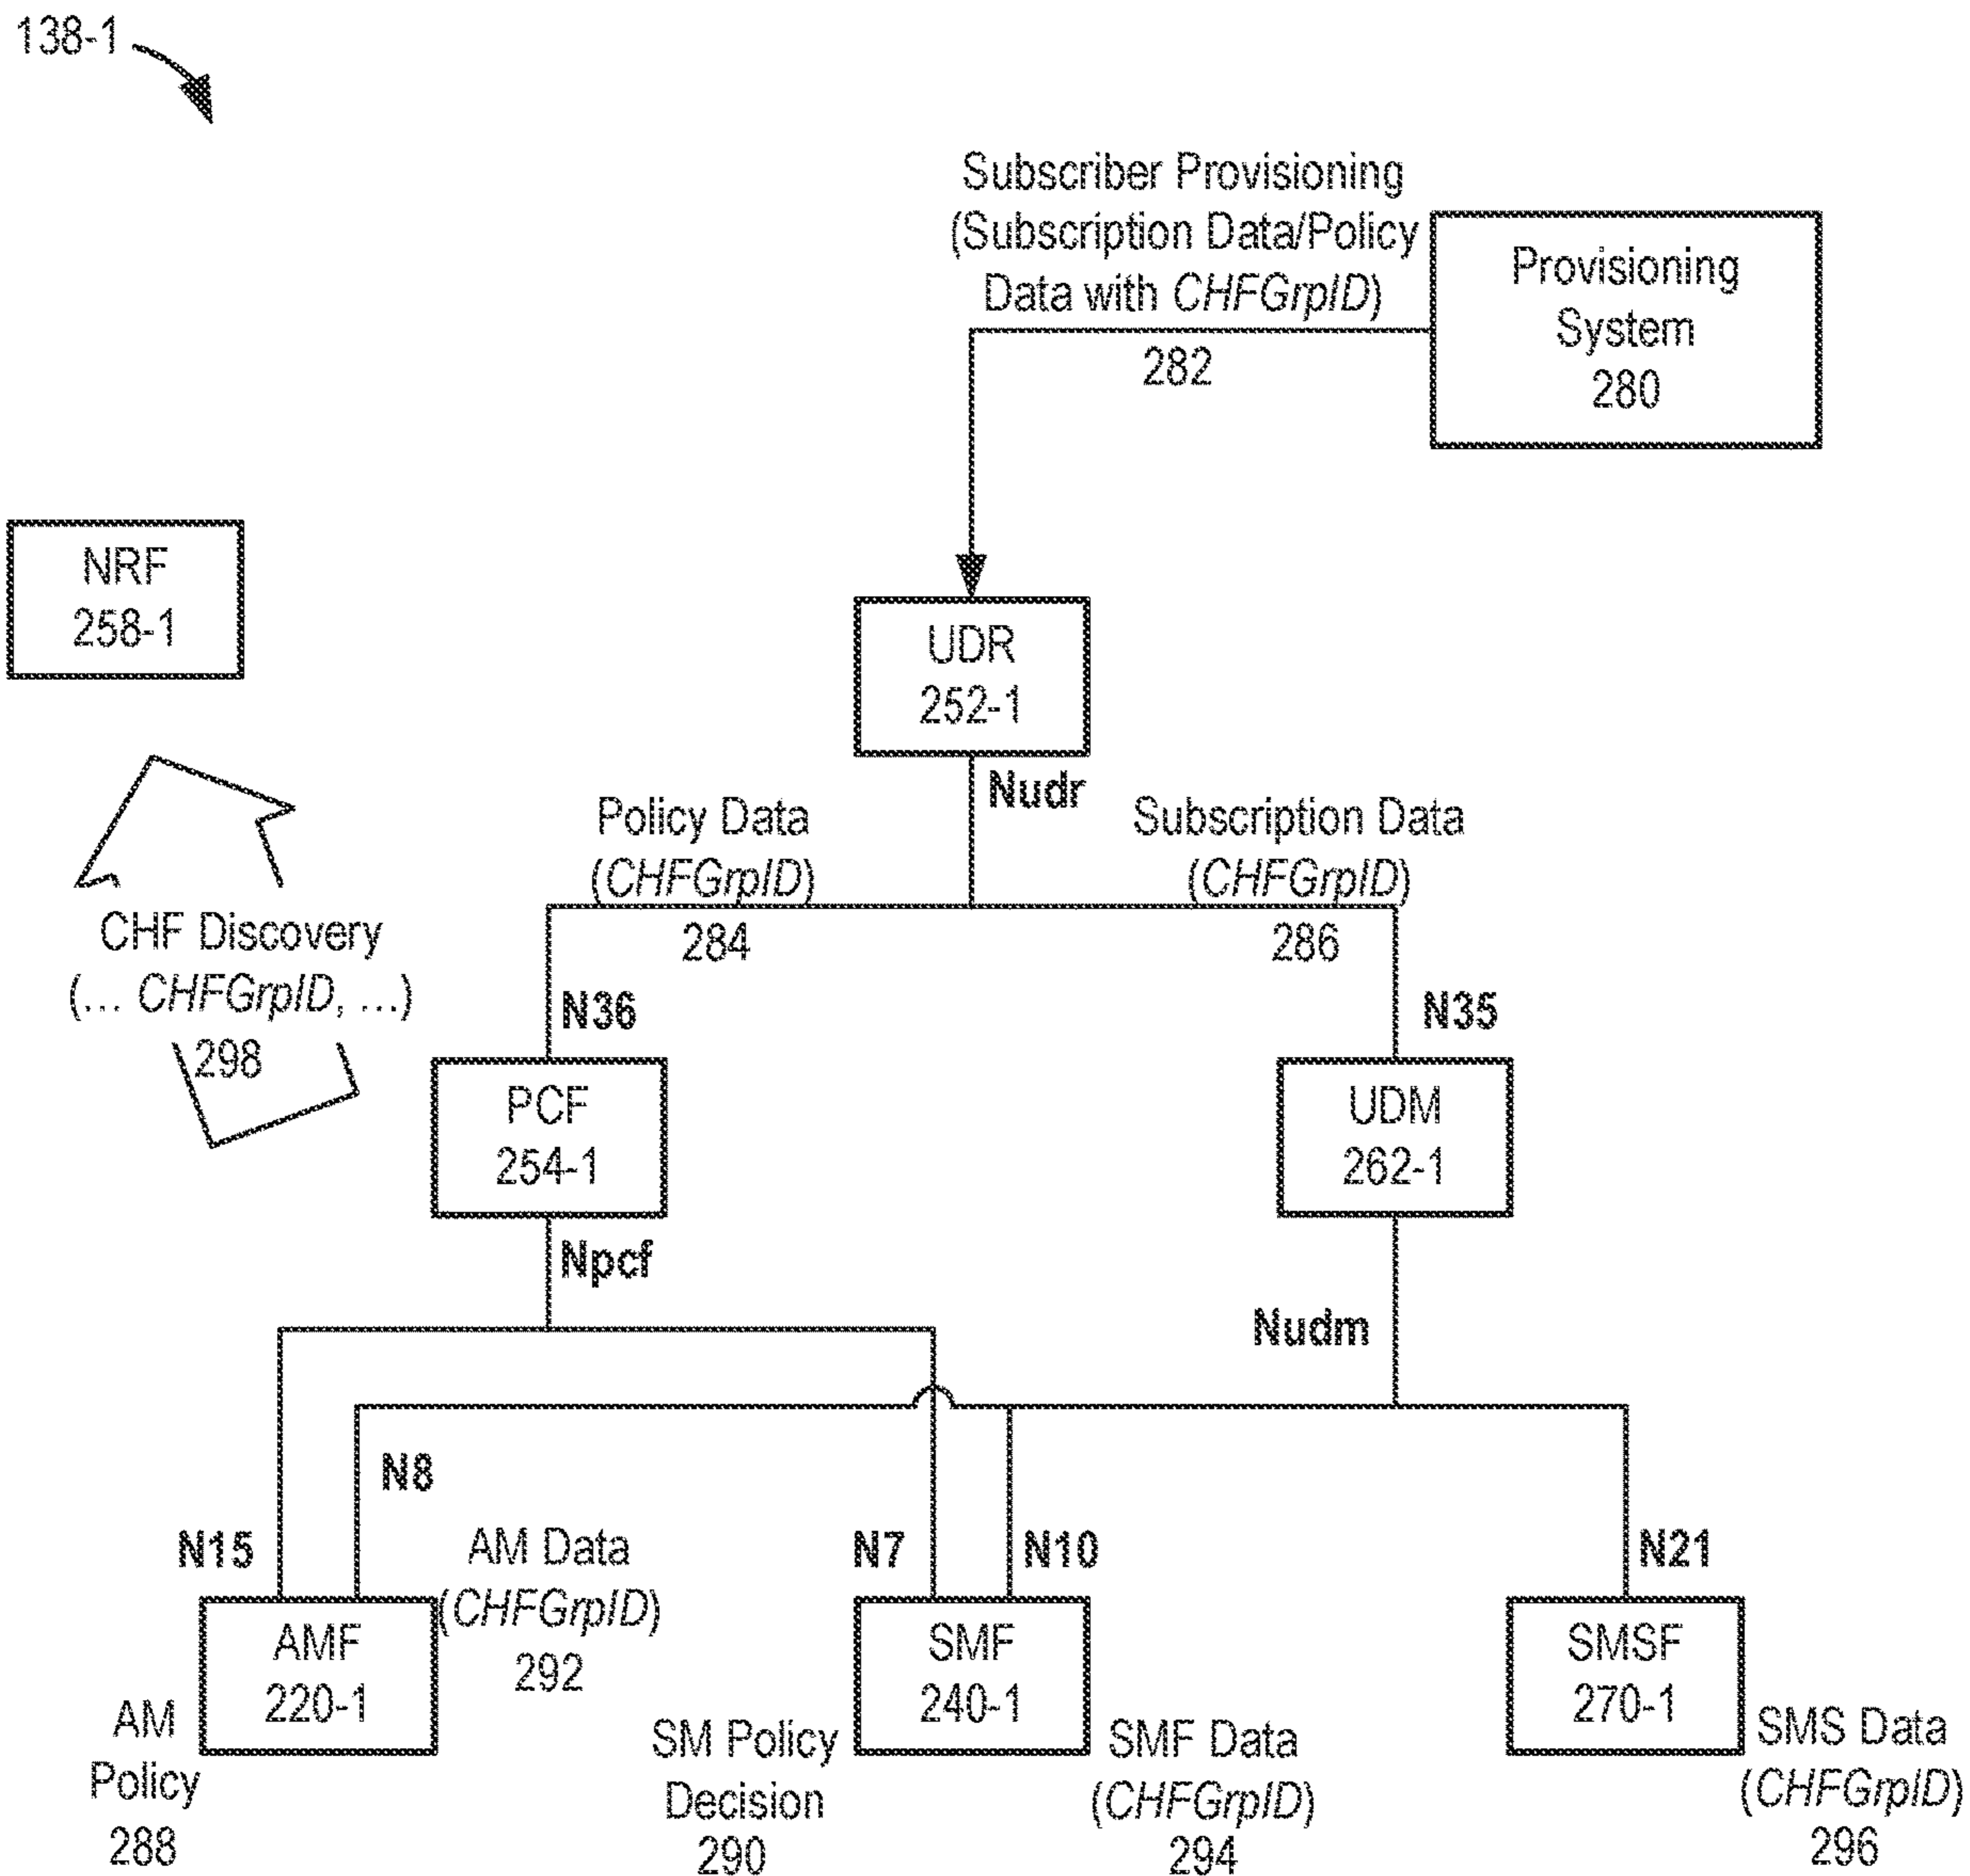 138-1
Subscriber Provisioning
(Subscription Data/Policy
Data with CHFGrpID)
282
Provisioning
System
280
NRF
258-1
UDR
252-1
Nudr
Policy Data
(CHFGrpID)
284
Subscription Data
(CHFGrpID)
286
CHF Discovery
(... CHFGrpID, ...)
298
N36
N35
PCF
254-1
UDM
262-1
Npcf
Nudm
N8
N15
AM Data
(CHFGrpID)
292
N7
N10
N21
AMF
220-1
SMF
240-1
SMSF
270-1
AM
Policy
288
SM Policy
Decision
290
SMF Data
(CHFGrpID)
294
SMS Data
(CHFGrpID)
296